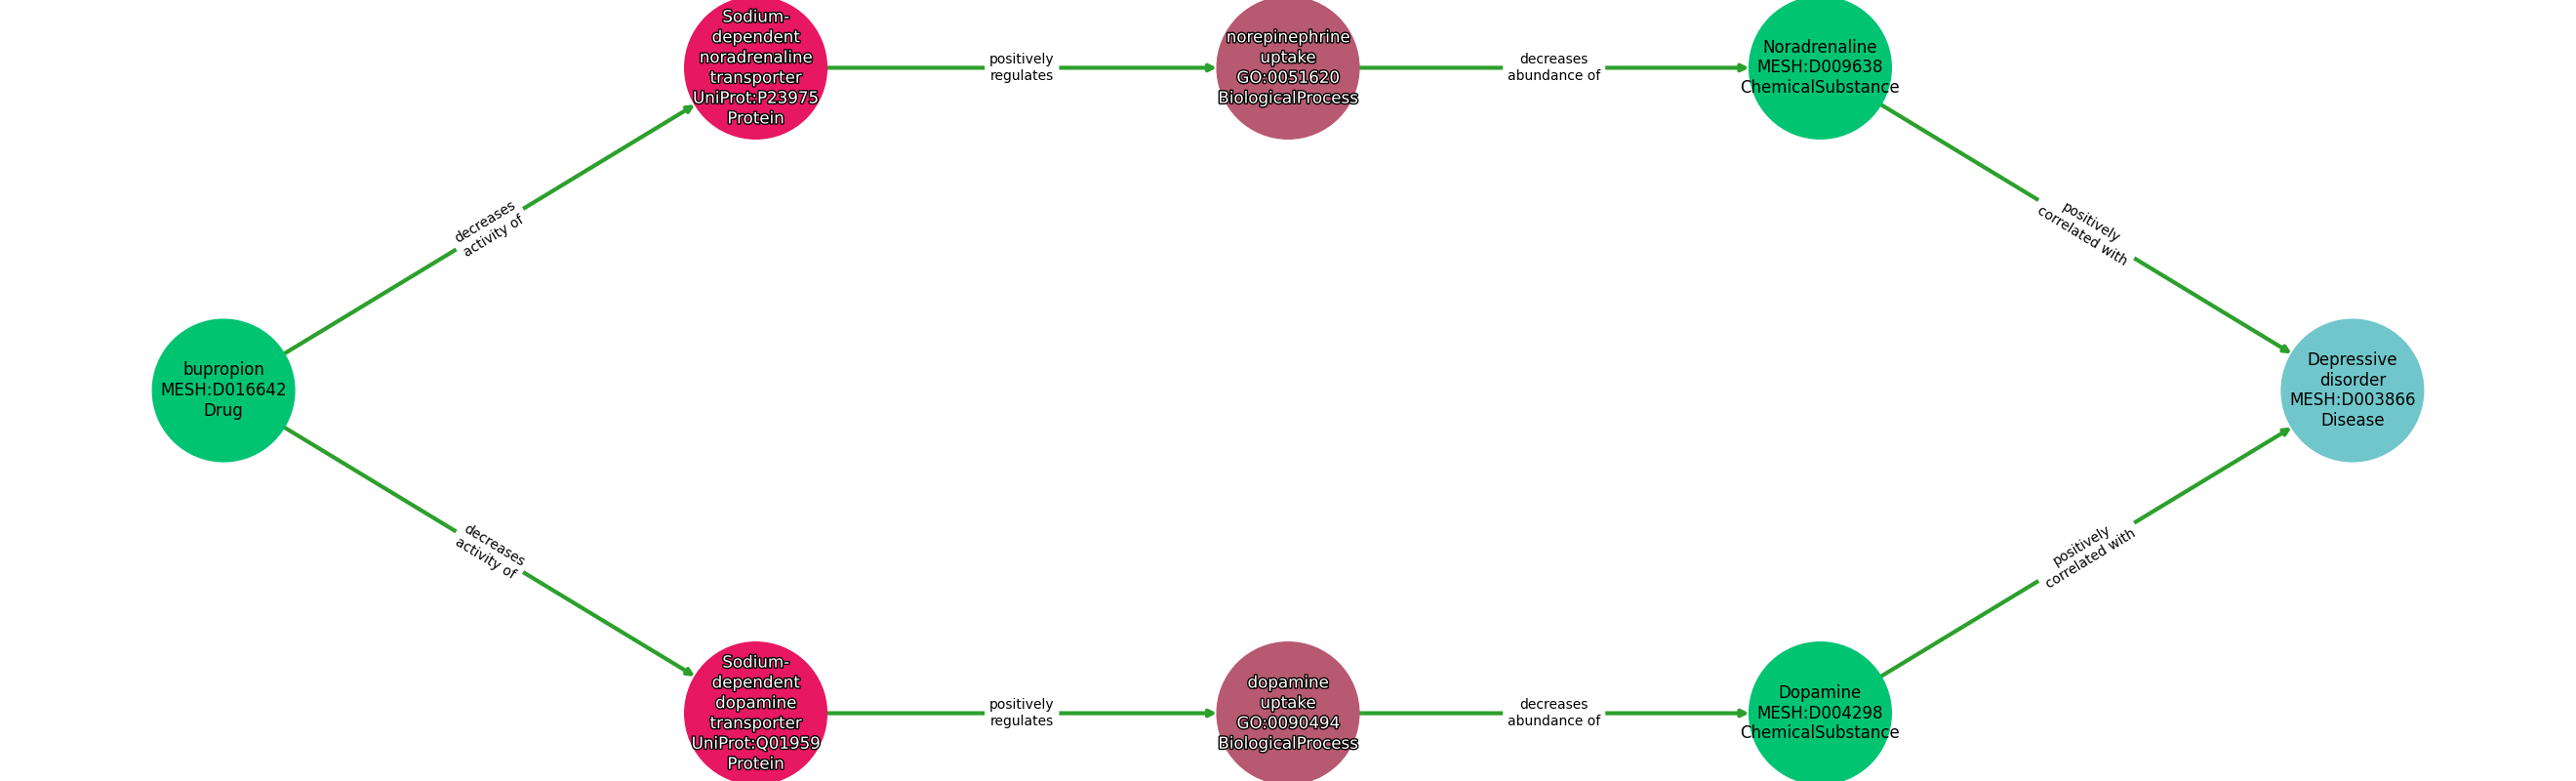 Sodium-
dependent
noradrenaline
transporter
UniProt:P23975
Protein
positively
regulates
norepinephrine
uptake
GO:0051620
BiologicalProcess
decreases
abundance of
Noradrenaline
MESH:D009638
ChemicalSubstance
decreases
activity of
positively
correlated with
bupropion
MESH:D016642
Drug
Depressive
disorder
MESH:D003866
Disease
decreases
activity of
positively
correlated with
Sodium-
dependent
dopamine
transporter
UniProt:Q01959
Protein
positively
regulates
dopamine
uptake
GO:0090494
BiologicalProcess
decreases
abundance of
Dopamine
MESH:D004298
ChemicalSubstance